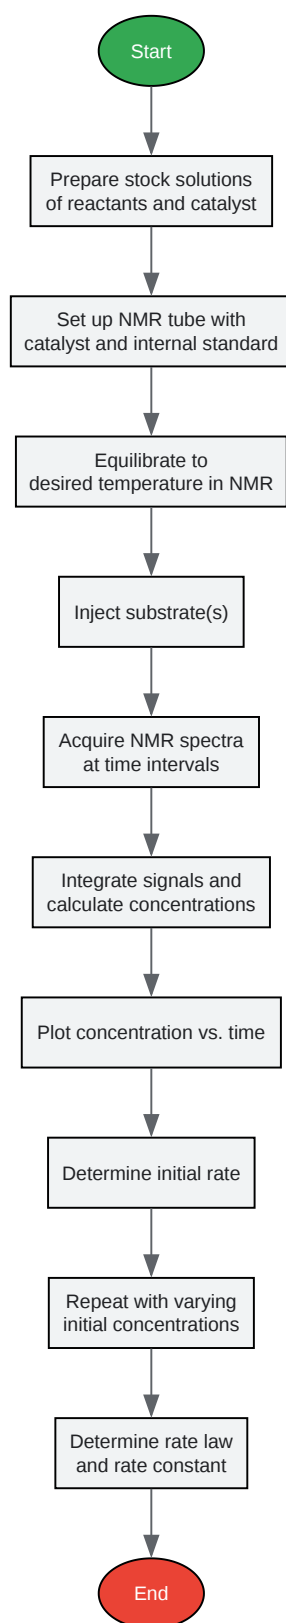 Start
Prepare stock solutions
of reactants and catalyst
Set up NMR tube with
catalyst and internal standard
Equilibrate to
desired temperature in NMR
Inject substrate(s)
Acquire NMR spectra
at time intervals
Integrate signals and
calculate concentrations
Plot concentration vs. time
Determine initial rate
Repeat with varying
initial concentrations
Determine rate law
and rate constant
End